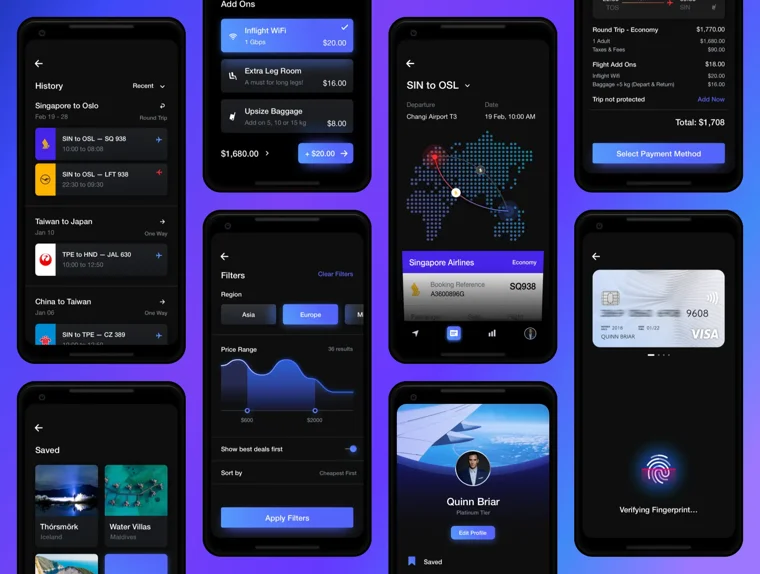 History
Recent
Singapore to Oslo
Feb 19 - 28
Round Trip
SIN to OSL — SQ 938
10:00 to 08:08
SIN to OSL — LFT 938
22:30 to 09:30
Taiwan to Japan
Jan 10
One Way
TPE to HND — JAL 630
10:00 to 12:50
China to Taiwan
Jan 06
One Way
SIN to TPE — CZ 389
Saved
Thórsmörk
Iceland
Water Villas
Maldives
Add Ons
Inflight WiFi
1 Gbps
$20.00
Extra Leg Room
A must for long legs!
$16.00
Upsize Baggage
Add-on 5, 10 or 15 kg
$8.00
$1,680.00
+ $20.00
Filters
Clear Filters
Region
Asia
Europe
Price Range
36 results
$600
$2000
Show best deals first
Sort by
Cheapest First
Apply Filters
SIN to OSL
Departure
Date
Changi Airport T3
19 Feb, 10:00 AM
Singapore Airlines
Economy
Booking Reference
A3600896G
SQ938
Quinn Briar
Platinum Tier
Edit Profile
Saved
TOS
SIN
Round Trip - Economy
$1,770.00
1 Adult
$1,680.00
Taxes & Fees
$90.00
Flight Add Ons
$18.00
Inflight Wifi
$20.00
Baggage +5 kg (Depart & Return)
$16.00
Trip not protected
Add Now
Total: $1,708
Select Payment Method
9608
2018
01/22
QUINN BRIAR
VISA
Verifying Fingerprint...